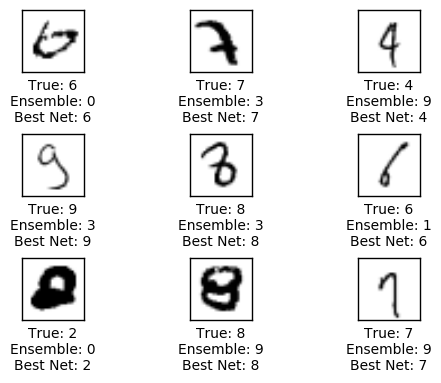 True: 6
Ensemble: 0
Best Net: 6
True: 7
Ensemble: 3
Best Net: 7
True: 4
Ensemble: 9
Best Net: 4
True: 9
Ensemble: 3
Best Net: 9
True: 8
Ensemble: 3
Best Net: 8
True: 6
Ensemble: 1
Best Net: 6
True: 2
Ensemble: 0
Best Net: 2
True: 8
Ensemble: 9
Best Net: 8
True: 7
Ensemble: 9
Best Net: 7